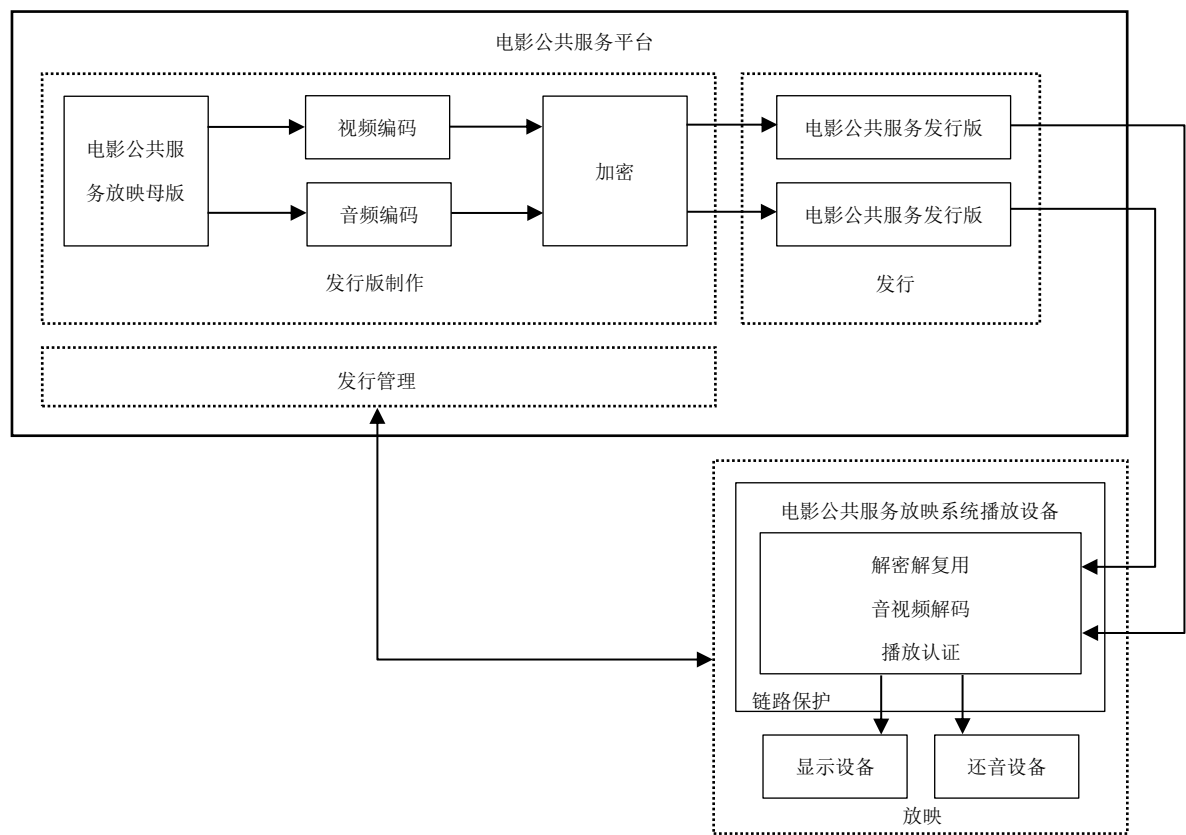 电影公共服务平台
电影公共服
务放映母版
视频编码
音频编码
加密
发行版制作
电影公共服务发行版
电影公共服务发行版
发行
发行管理
电影公共服务放映系统播放设备
解密解复用
音视频解码
播放认证
链路保护
显示设备
还音设备
放映